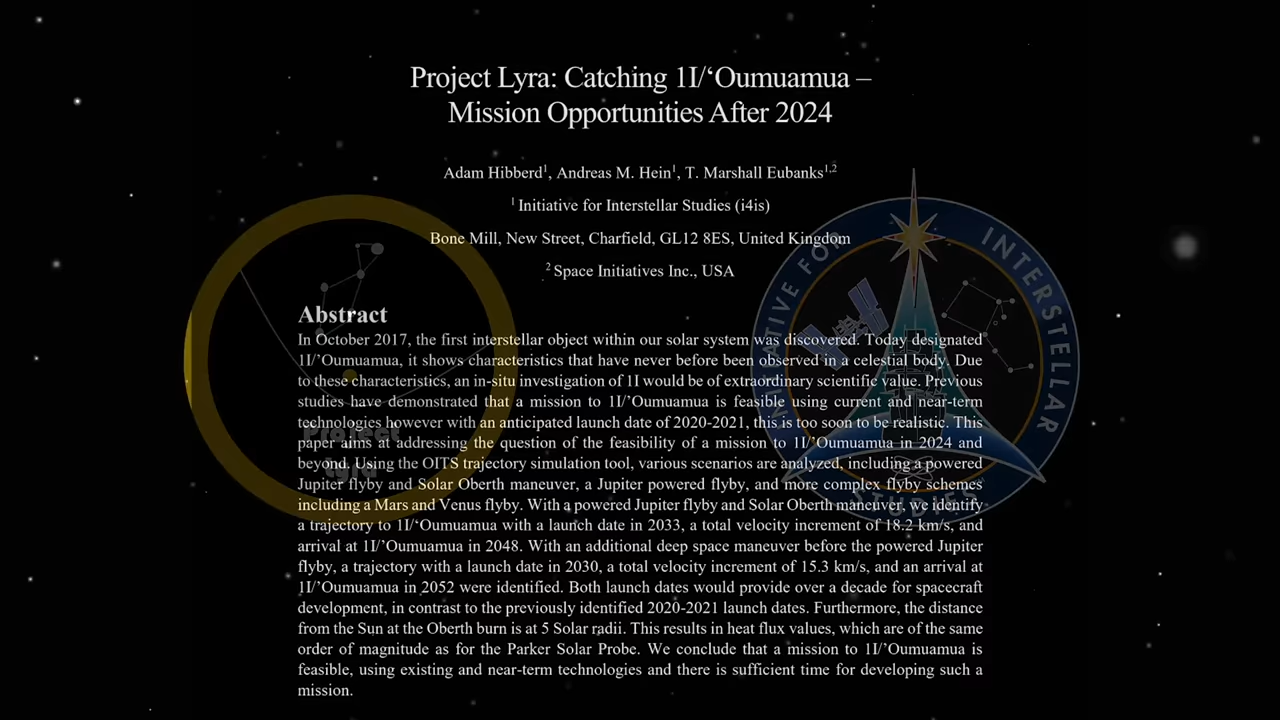 Project Lyra: Catching 1I/‘Oumuamua –
Mission Opportunities After 2024
Adam Hibberd1, Andreas M. Hein1, T. Marshall Eubanks1,2
1 Initiative for Interstellar Studies (i4is)
Bone Mill, New Street, Charfield, GL12 8ES, United Kingdom
2 Space Initiatives Inc., USA
Abstract
In October 2017, the first interstellar object within our solar system was discovered. Today designated
1I/’Oumuamua, it shows characteristics that have never before been observed in a celestial body. Due
to these characteristics, an in-situ investigation of 1I would be of extraordinary scientific value. Previous
studies have demonstrated that a mission to 1I/’Oumuamua is feasible using current and near-term
technologies however with an anticipated launch date of 2020-2021, this is too soon to be realistic. This
paper aims at addressing the question of the feasibility of a mission to 1I/’Oumuamua in 2024 and
beyond. Using the OITS trajectory simulation tool, various scenarios are analyzed, including a powered
Jupiter flyby and Solar Oberth maneuver, a Jupiter powered flyby, and more complex flyby schemes
including a Mars and Venus flyby. With a powered Jupiter flyby and Solar Oberth maneuver, we identify
a trajectory to 1I/‘Oumuamua with a launch date in 2033, a total velocity increment of 18.2 km/s, and
arrival at 1I/’Oumuamua in 2048. With an additional deep space maneuver before the powered Jupiter
flyby, a trajectory with a launch date in 2030, a total velocity increment of 15.3 km/s, and an arrival at
1I/’Oumuamua in 2052 were identified. Both launch dates would provide over a decade for spacecraft
development, in contrast to the previously identified 2020-2021 launch dates. Furthermore, the distance
from the Sun at the Oberth burn is at 5 Solar radii. This results in heat flux values, which are of the same
order of magnitude as for the Parker Solar Probe. We conclude that a mission to 1I/’Oumuamua is
feasible, using existing and near-term technologies and there is sufficient time for developing such a
mission.
Project
Lyra
INITIATIVE FOR INTERSTELLAR
STUDIES